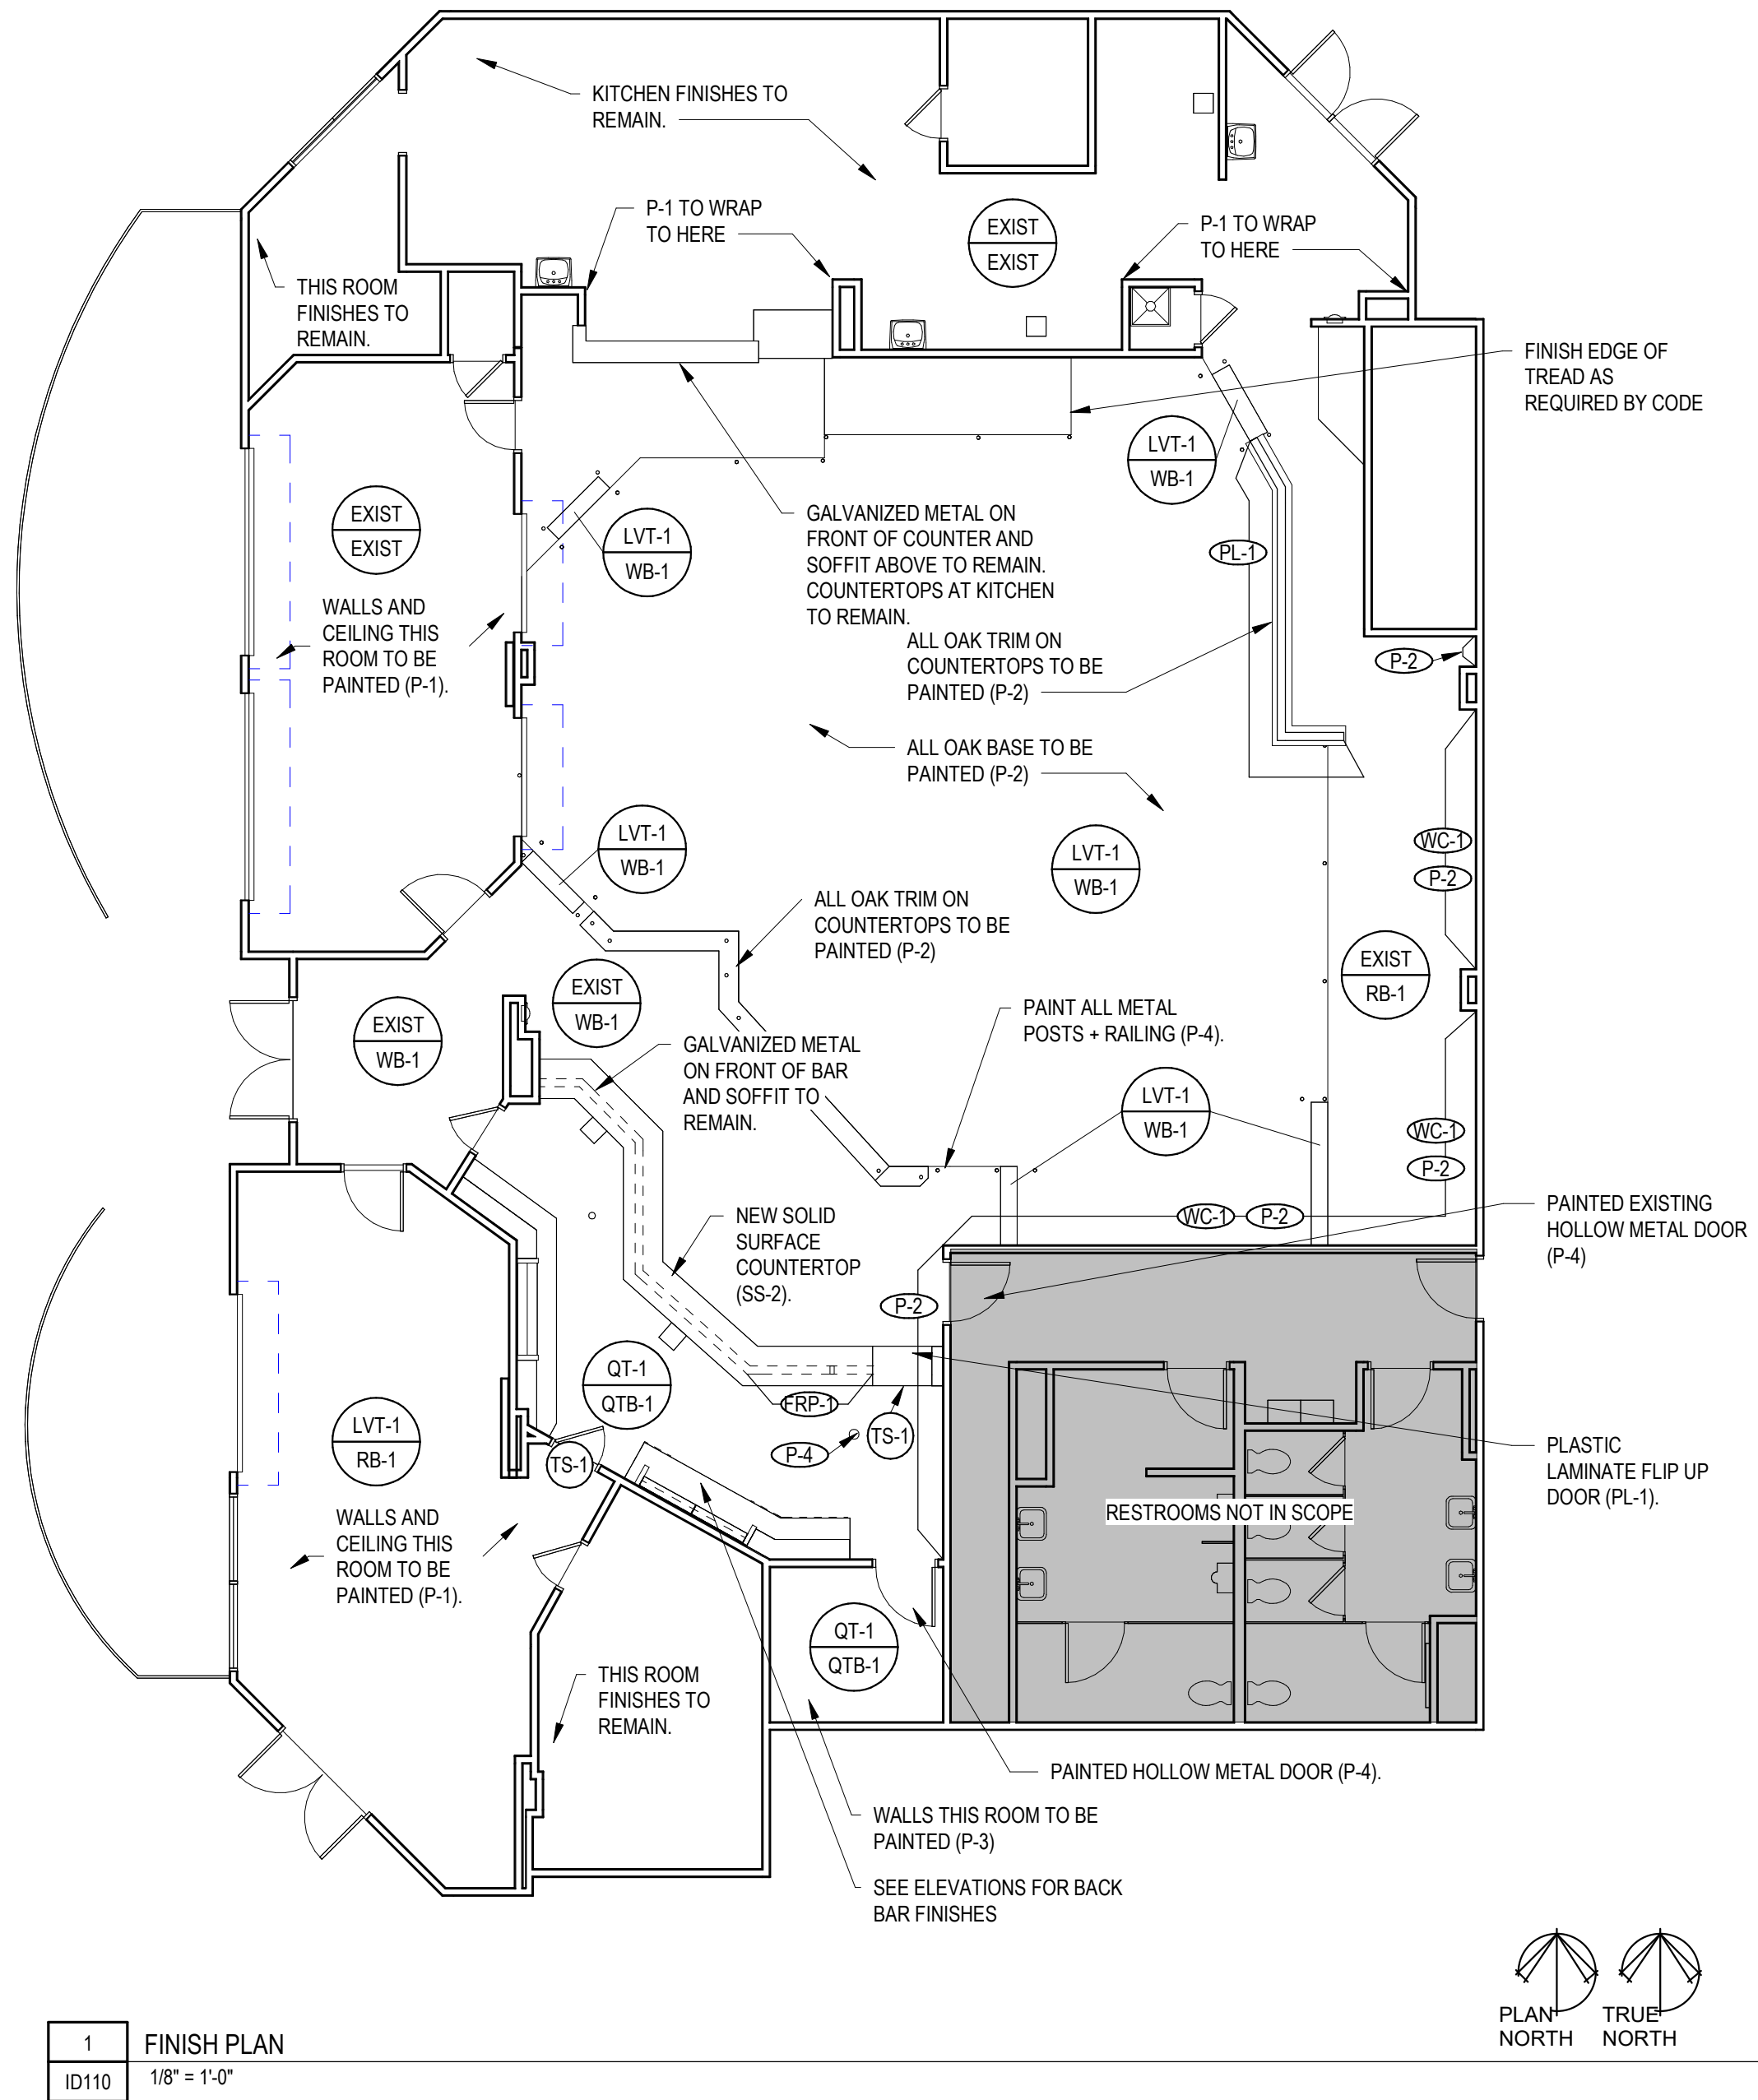 KITCHEN FINISHES TO
REMAIN.
P-1 TO WRAP
TO HERE
EXIST
EXIST
P-1 TO WRAP
TO HERE
THIS ROOM
FINISHES TO
REMAIN.
FINISH EDGE OF
TREAD AS
REQUIRED BY CODE
LVT-1
WB-1
EXIST
EXIST
LVT-1
WB-1
GALVANIZED METAL ON
FRONT OF COUNTER AND
SOFFIT ABOVE TO REMAIN.
COUNTERTOPS AT KITCHEN
TO REMAIN.
PL-1
WALLS AND
CEILING THIS
ROOM TO BE
PAINTED (P-1).
ALL OAK TRIM ON
COUNTERTOPS TO BE
PAINTED (P-2)
P-2
ALL OAK BASE TO BE
PAINTED (P-2)
LVT-1
WB-1
LVT-1
WB-1
WC-1
P-2
ALL OAK TRIM ON
COUNTERTOPS TO BE
PAINTED (P-2)
EXIST
RB-1
EXIST
WB-1
EXIST
WB-1
PAINT ALL METAL
POSTS + RAILING (P-4).
GALVANIZED METAL
ON FRONT OF BAR
AND SOFFIT TO
REMAIN.
LVT-1
WB-1
WC-1
P-2
NEW SOLID
SURFACE
COUNTERTOP
(SS-2).
WC-1
P-2
PAINTED EXISTING
HOLLOW METAL DOOR
(P-4)
P-2
QT-1
QTB-1
FRP-1
LVT-1
RB-1
TS-1
P-4
TS-1
PLASTIC
LAMINATE FLIP UP
DOOR (PL-1).
RESTROOMS NOT IN SCOPE
WALLS AND
CEILING THIS
ROOM TO BE
PAINTED (P-1).
QT-1
QTB-1
THIS ROOM
FINISHES TO
REMAIN.
PAINTED HOLLOW METAL DOOR (P-4).
WALLS THIS ROOM TO BE
PAINTED (P-3)
SEE ELEVATIONS FOR BACK
BAR FINISHES
PLAN
NORTH
TRUE
NORTH
1
FINISH PLAN
ID110
1/8" = 1'-0"